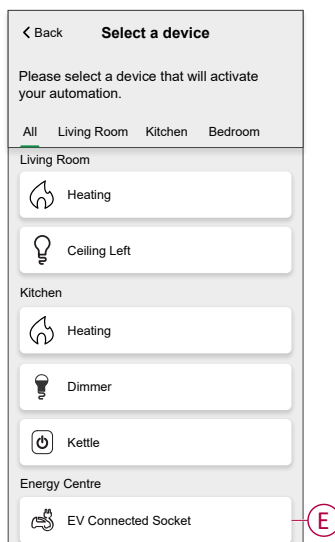 Back Select a device
Please select a device that will activate
your automation.
All Living Room Kitchen Bedroom
Living Room
Heating
Ceiling Left
Kitchen
Heating
Dimmer
Kettle
Energy Centre
EV Connected Socket E